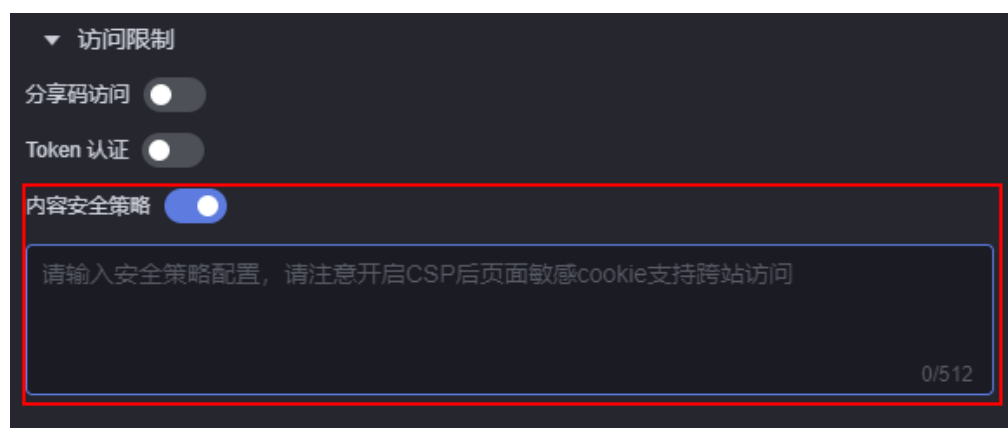 访问限制
分享码访问
Token 认证
内容安全策略
请输入安全策略配置，请注意开启CSP后页面敏感cookie支持跨站访问
0/512